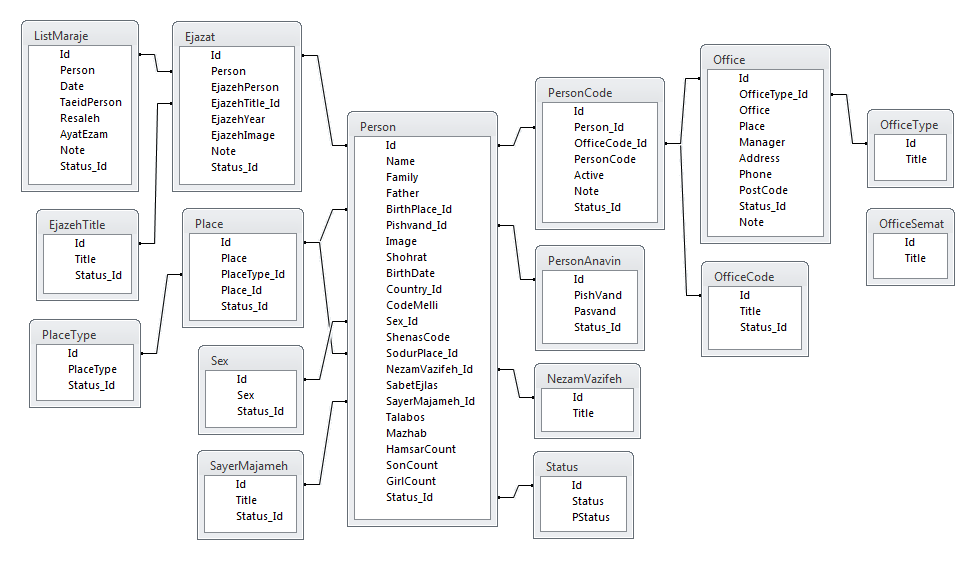 ListMaraje
Id
Person
Date
TaeidPerson
Resaleh
AyatEzam
Note
Status_Id
Ejazat
Id
Person
EjazehPerson
EjazehTitle_Id
EjazehYear
EjazehImage
Note
Status_Id
EjazehTitle
Id
Title
Status_Id
Place
Id
Place
PlaceType_Id
Place_Id
Status_Id
PlaceType
Id
PlaceType
Status_Id
Sex
Id
Sex
Status_Id
SayerMajameh
Id
Title
Status_Id
Person
Id
Name
Family
Father
BirthPlace_Id
Pishvand_Id
Image
Shohrat
BirthDate
Country_Id
CodeMelli
Sex_Id
ShenasCode
SodurPlace_Id
NezamVazifeh_Id
SabetEjlas
SayerMajameh_Id
Talabos
Mazhab
HamsarCount
SonCount
GirlCount
Status_Id
PersonCode
Id
Person_Id
OfficeCode_Id
PersonCode
Active
Note
Status_Id
PersonAnavin
Id
PishVand
Pasvand
Status_Id
NezamVazifeh
Id
Title
Status
Id
Status
PStatus
Office
Id
OfficeType_Id
Office
Place
Manager
Address
Phone
PostCode
Status_Id
Note
OfficeCode
Id
Title
Status_Id
OfficeType
Id
Title
OfficeSemat
Id
Title